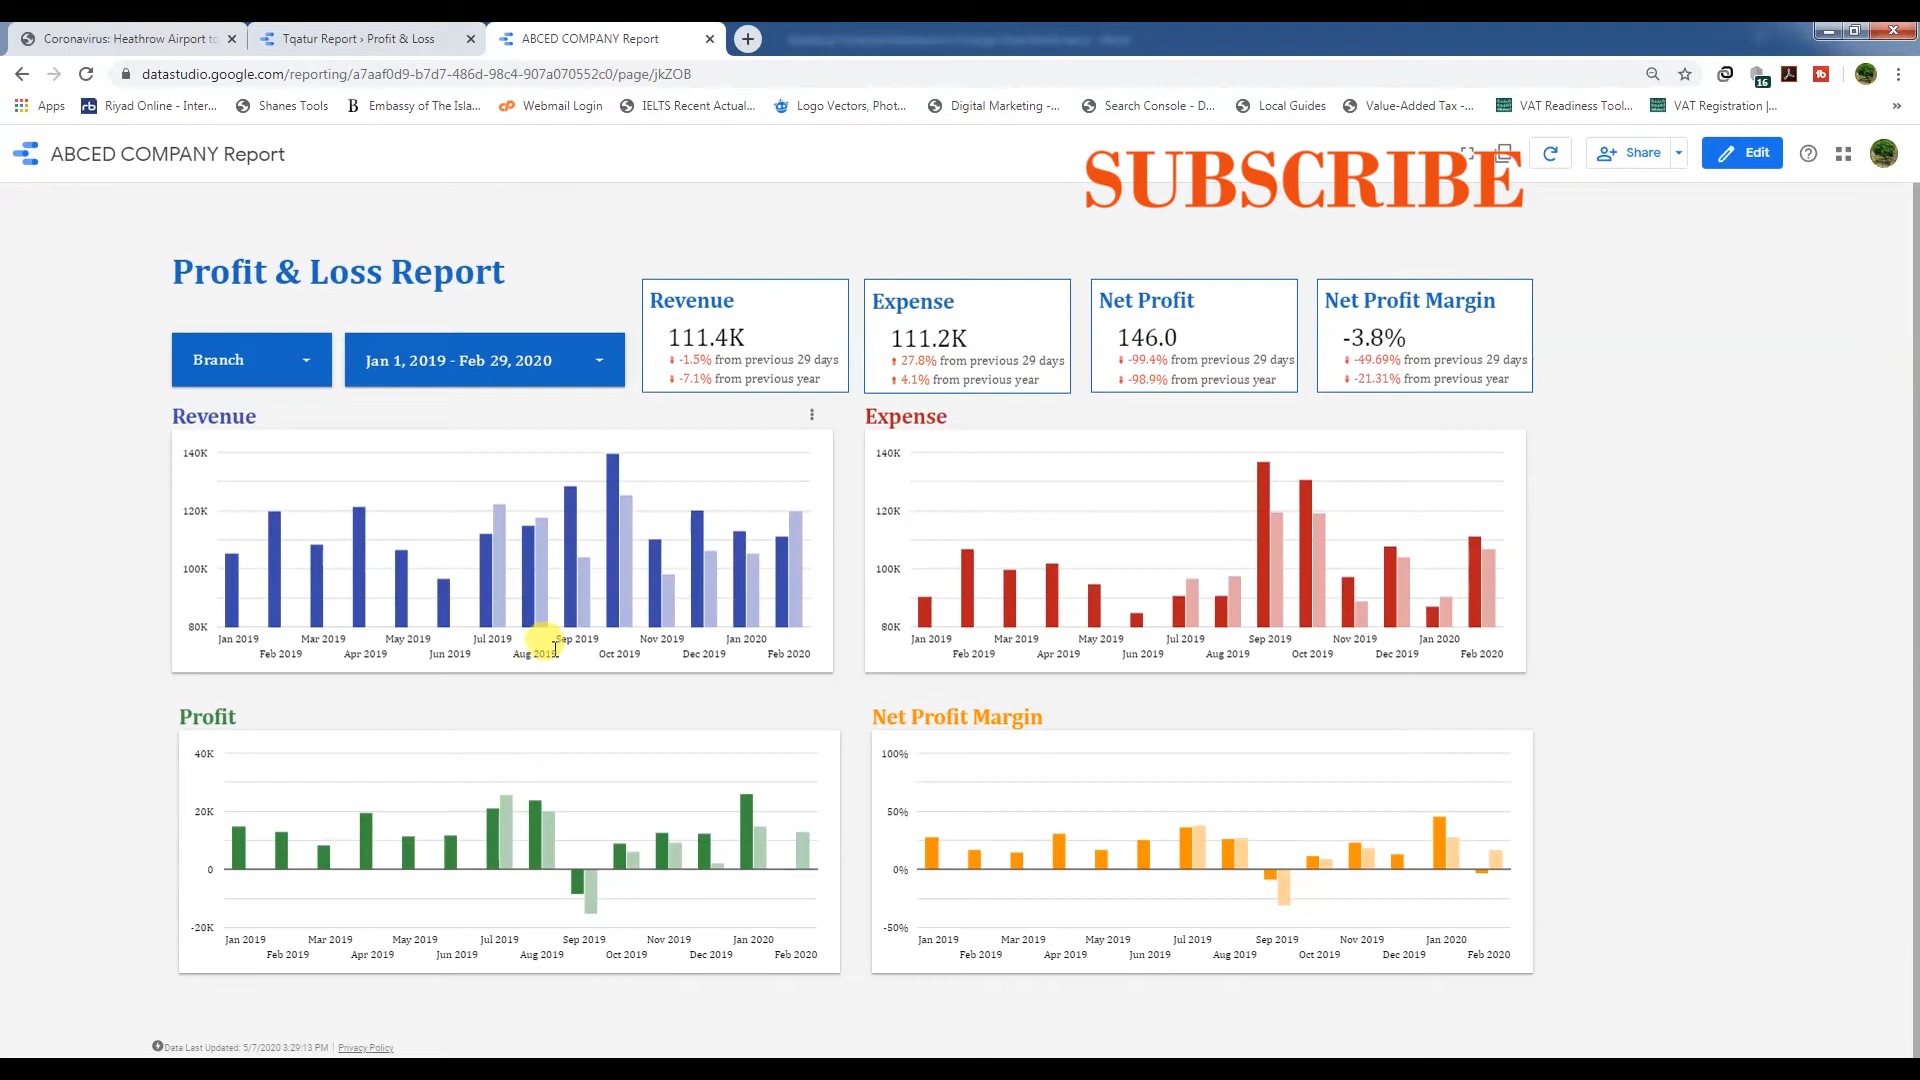 Coronavirus: Heathrow Airport to
Tqatur Report › Profit & Loss
ABCED COMPANY Report
datastudio.google.com/reporting/a7aaf0d9-b7d7-486d-98c4-907a070552c0/page/jkZOB
16
Apps
Riyad Online - Inter...
Shanes Tools
Embassy of The Isla...
Webmail Login
IELTS Recent Actual...
Logo Vectors, Phot...
Digital Marketing -...
Search Console - D...
Local Guides
Value-Added Tax -...
VAT Readiness Tool...
VAT Registration |...
ABCED COMPANY Report
SUBSCRIBE
Share
Edit
Profit & Loss Report
Branch
Jan 1, 2019 - Feb 29, 2020
Revenue
111.4K
-1.5% from previous 29 days
-7.1% from previous year
Expense
111.2K
27.8% from previous 29 days
4.1% from previous year
Net Profit
146.0
-99.4% from previous 29 days
-98.9% from previous year
Net Profit Margin
-3.8%
-49.69% from previous 29 days
-21.31% from previous year
Revenue
140K
120K
100K
80K
Jan 2019 Mar 2019 May 2019 Jul 2019 Sep 2019 Nov 2019 Jan 2020
Feb 2019 Apr 2019 Jun 2019 Aug 2019 Oct 2019 Dec 2019 Feb 2020
Expense
140K
120K
100K
80K
Jan 2019 Mar 2019 May 2019 Jul 2019 Sep 2019 Nov 2019 Jan 2020
Feb 2019 Apr 2019 Jun 2019 Aug 2019 Oct 2019 Dec 2019 Feb 2020
Profit
40K
20K
0
-20K
Jan 2019 Mar 2019 May 2019 Jul 2019 Sep 2019 Nov 2019 Jan 2020
Feb 2019 Apr 2019 Jun 2019 Aug 2019 Oct 2019 Dec 2019 Feb 2020
Net Profit Margin
100%
50%
0%
-50%
Jan 2019 Mar 2019 May 2019 Jul 2019 Sep 2019 Nov 2019 Jan 2020
Feb 2019 Apr 2019 Jun 2019 Aug 2019 Oct 2019 Dec 2019 Feb 2020
Data Last Updated: 5/7/2020 3:29:13 PM | Privacy Policy